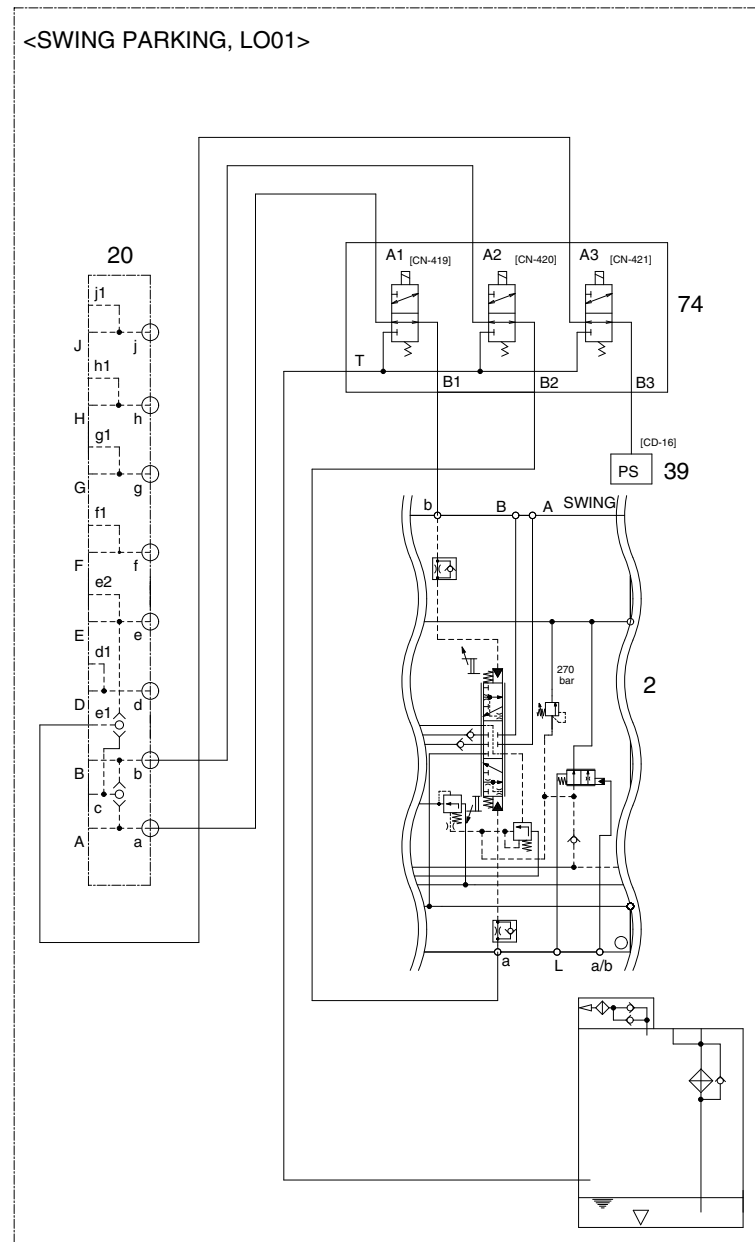 <SWING PARKING, LO01>
20
j1
J j
h1
H h
g1
G g
f1
F f
e2
E e
d1
D d
e1
B b
c
A a
A1 [CN-419] A2 [CN-420] A3 [CN-421]
74
T
B1 B2 B3
[CD-16]
PS 39
b B A SWING
270
bar
2
a L a/b